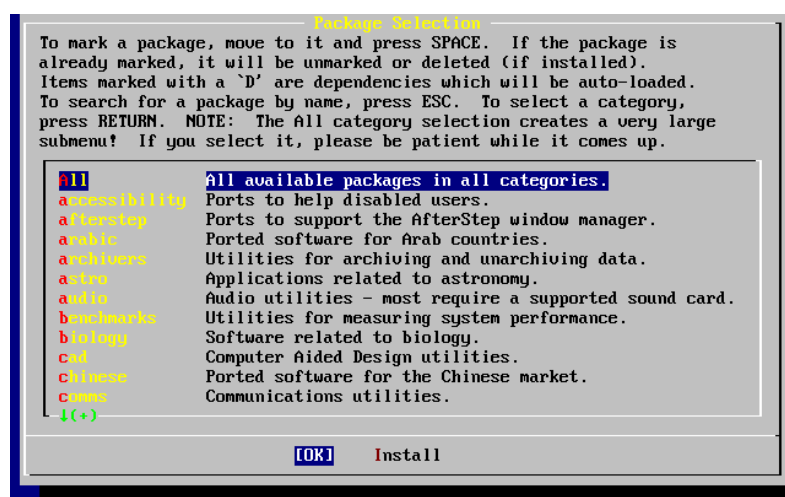 Package Selection
To mark a package, move to it and press SPACE.  If the package is
already marked, it will be unmarked or deleted (if installed).
Items marked with a `D' are dependencies which will be auto-loaded.
To search for a package by name, press ESC.  To select a category,
press RETURN.  NOTE:  The All category selection creates a very large
submenu!  If you select it, please be patient while it comes up.
All All available packages in all categories.
accessibility Ports to help disabled users.
afterstep Ports to support the AfterStep window manager.
arabic Ported software for Arab countries.
archivers Utilities for archiving and unarchiving data.
astro Applications related to astronomy.
audio Audio utilities - most require a supported sound card.
benchmarks Utilities for measuring system performance.
biology Software related to biology.
cad Computer Aided Design utilities.
chinese Ported software for the Chinese market.
comms Communications utilities.
↓(+)
[OK] Install